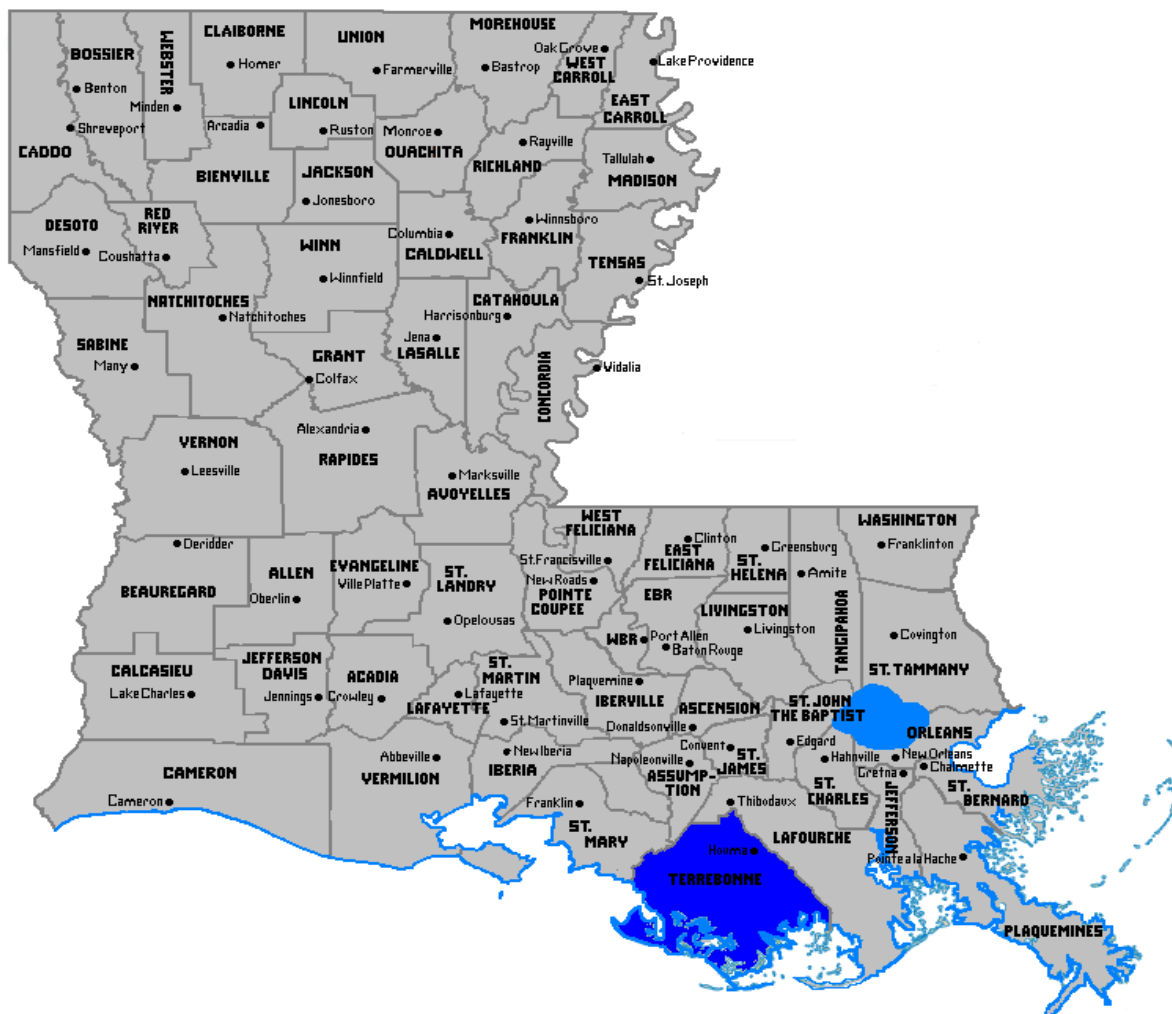 MOREHOUSE
CLAIBORNE
UNION
BOSSIER
WEBSTER
Oak Grove
WEST
CARROLL
Lake Providence
Homer
Farmerville
Bastrop
Benton
Minden
LINCOLN
EAST
CARROLL
Shreveport
Arcadia
Ruston
Monroe
Rayville
CADDO
OUACHITA
RICHLAND
Tallulah
MADISON
BIENVILLE
JACKSON
Jonesboro
DESOTO
RED
RIVER
Winnsboro
FRANKLIN
Columbia
CALDWELL
WINN
Mansfield
Coushatta
Winnfield
TENSAS
St. Joseph
NATCHITOCHES
Natchitoches
CATAHOULA
Harrisonburg
SABINE
Many
GRANT
Colfax
Jena
LASALLE
CONCORDIA
Vidalia
VERNON
Leesville
Alexandria
RAPIDES
Marksville
AVOYELLES
WEST
FELICIANA
WASHINGTON
Franklinton
Deridder
Clinton
EAST
FELICIANA
Greensburg
ST.
HELENA
St. Francisville
BEAUREGARD
ALLEN
Oberlin
EVANGELINE
Ville Platte
ST.
LANDRY
New Roads
POINTE
COUPEE
EBR
Amite
TANGIPAHOA
LIVINGSTON
Livingston
Opelousas
WBR
Port Allen
Baton Rouge
Covington
ST. TAMMANY
CALCASIEU
Lake Charles
JEFFERSON
DAVIS
Jennings
ACADIA
Crowley
ST.
MARTIN
Lafayette
LAFAYETTE
St. Martinville
Plaquemine
IBERVILLE
ASCENSION
Donaldsonville
ST. JOHN
THE BAPTIST
ORLEANS
Edgard
Hahnville
New Orleans
Chalmette
Gretna
CAMERON
Cameron
Abbeville
VERMILION
New Iberia
IBERIA
Napoleonville
ASSUMP-
TION
Convent
ST.
JAMES
ST.
CHARLES
JEFFERSON
ST.
BERNARD
Franklin
ST.
MARY
Thibodaux
LAFOURCHE
Houma
TERREBONNE
Pointe a la Hache
PLAQUEMINES